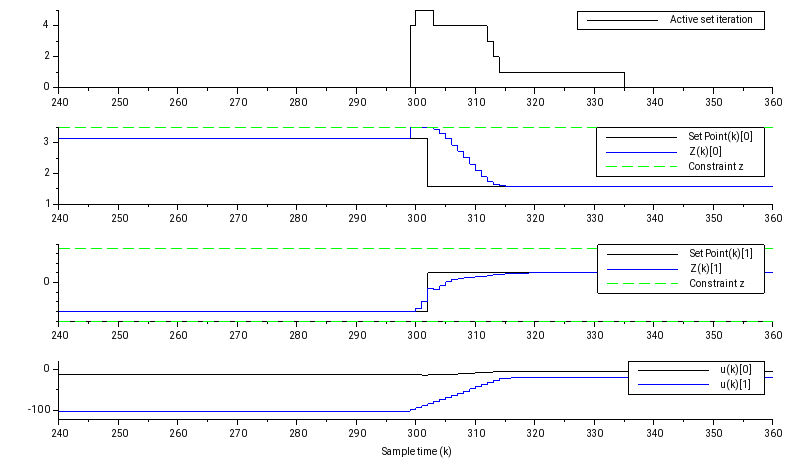 4
2
0
Active set iteration
240 250 260 270 280 290 300 310 320 330 340 350 360
3
2
1
Set Point(k)[0]
Z(k)[0]
Constraint z
240 250 260 270 280 290 300 310 320 330 340 350 360
0
Set Point(k)[1]
Z(k)[1]
Constraint z
240 250 260 270 280 290 300 310 320 330 340 350 360
0
-100
u(k)[0]
u(k)[1]
240 250 260 270 280 290 300 310 320 330 340 350 360
Sample time (k)